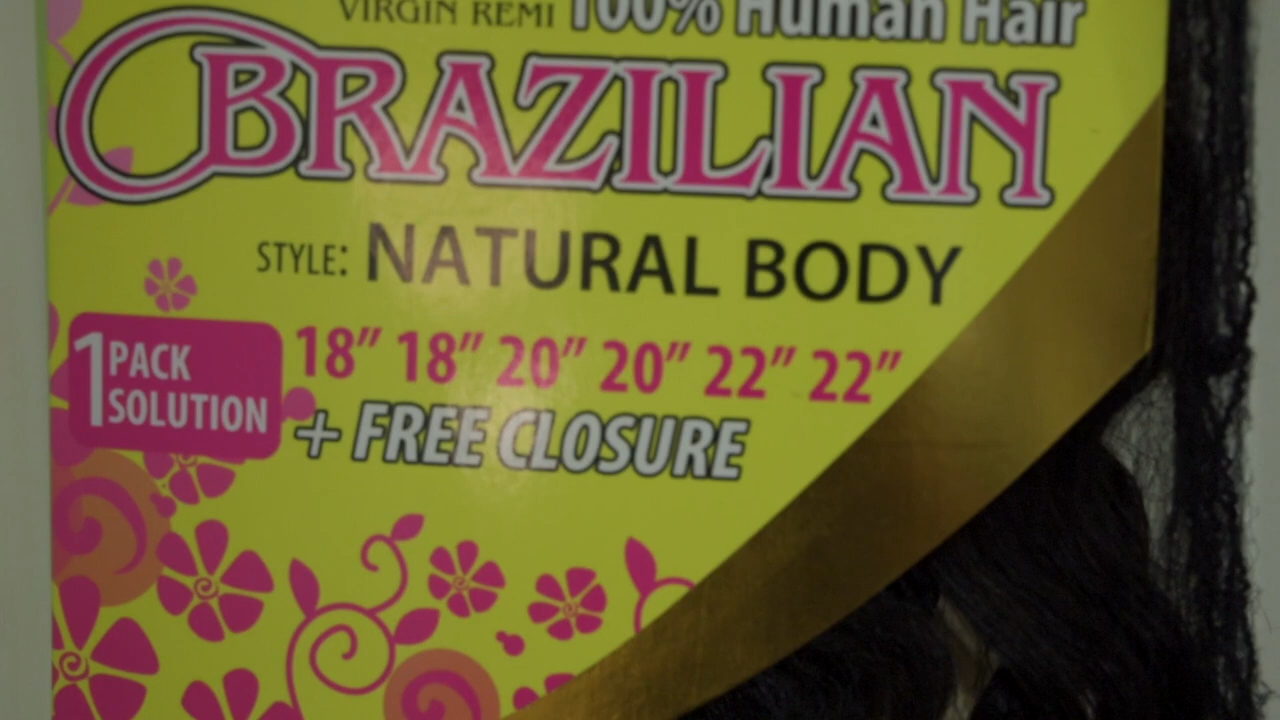 VIRGIN REMI 100% Human Hair
BRAZILIAN
STYLE: NATURAL BODY
1 PACK SOLUTION
18” 18” 20” 20” 22” 22”
+ FREE CLOSURE